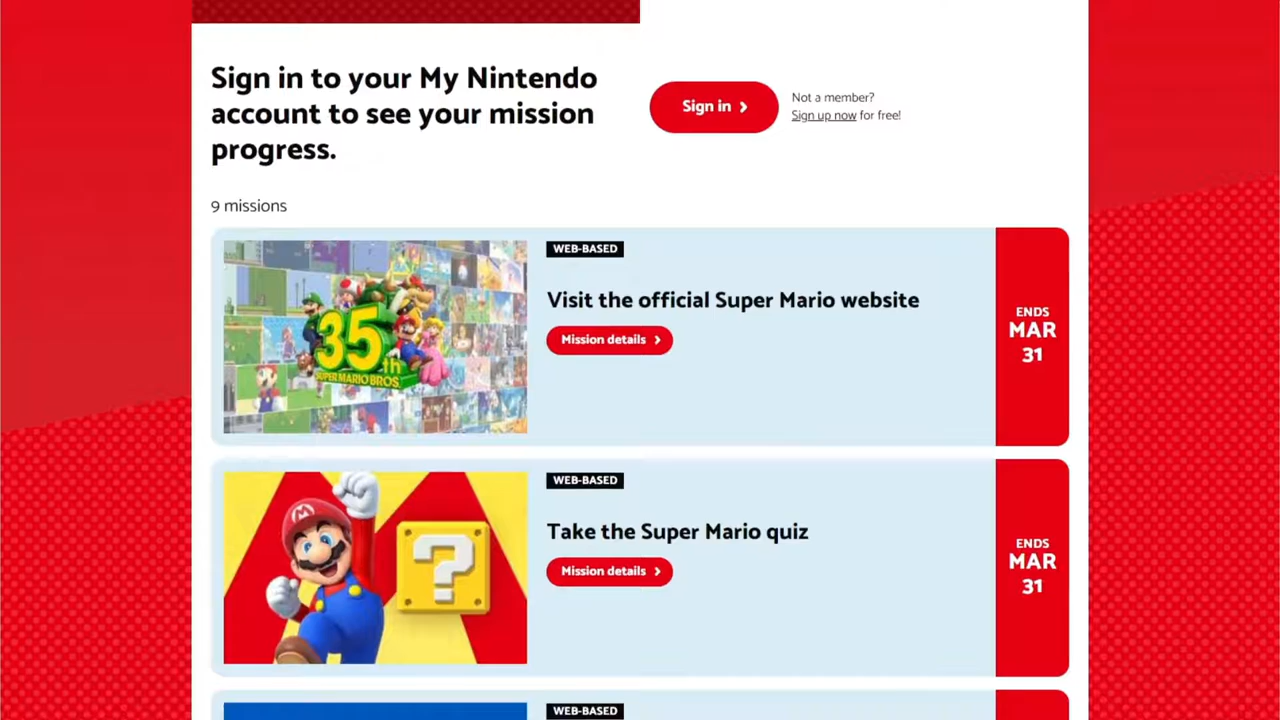 Sign in to your My Nintendo
account to see your mission
progress.
Sign in
Not a member?
Sign up now for free!
9 missions
35th
SUPER MARIO BROS.
WEB-BASED
Visit the official Super Mario website
Mission details
ENDS
MAR
31
M
?
WEB-BASED
Take the Super Mario quiz
Mission details
ENDS
MAR
31
WEB-BASED